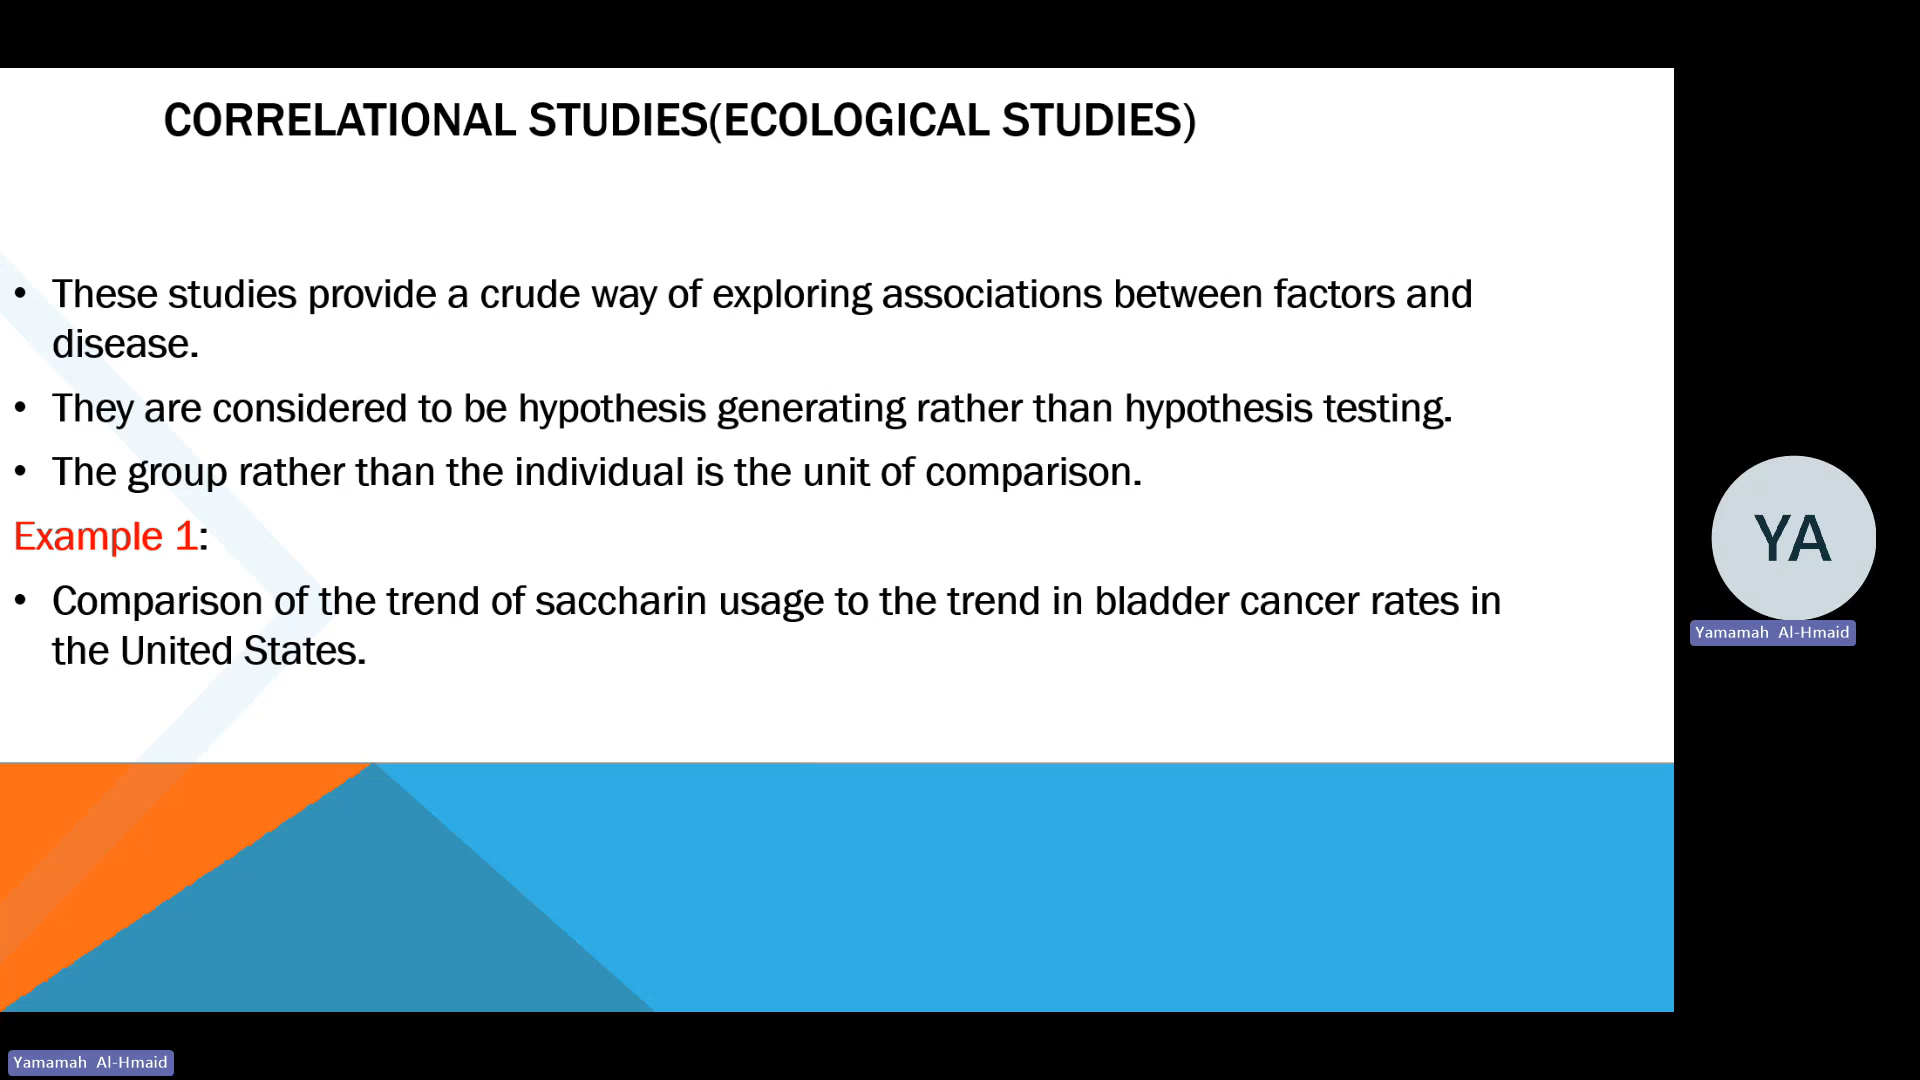 CORRELATIONAL STUDIES(ECOLOGICAL STUDIES)
• These studies provide a crude way of exploring associations between factors and
disease.
• They are considered to be hypothesis generating rather than hypothesis testing.
• The group rather than the individual is the unit of comparison.
Example 1:
• Comparison of the trend of saccharin usage to the trend in bladder cancer rates in
the United States.
YA
Yamamah Al-Hmaid
Yamamah Al-Hmaid